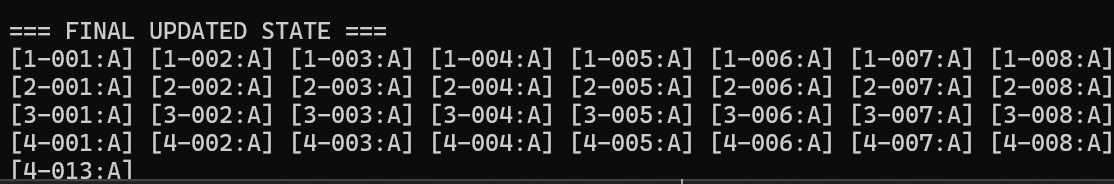 === FINAL UPDATED STATE ===
[1-001:A] [1-002:A] [1-003:A] [1-004:A] [1-005:A] [1-006:A] [1-007:A] [1-008:A]
[2-001:A] [2-002:A] [2-003:A] [2-004:A] [2-005:A] [2-006:A] [2-007:A] [2-008:A]
[3-001:A] [3-002:A] [3-003:A] [3-004:A] [3-005:A] [3-006:A] [3-007:A] [3-008:A]
[4-001:A] [4-002:A] [4-003:A] [4-004:A] [4-005:A] [4-006:A] [4-007:A] [4-008:A]
[4-013:A]